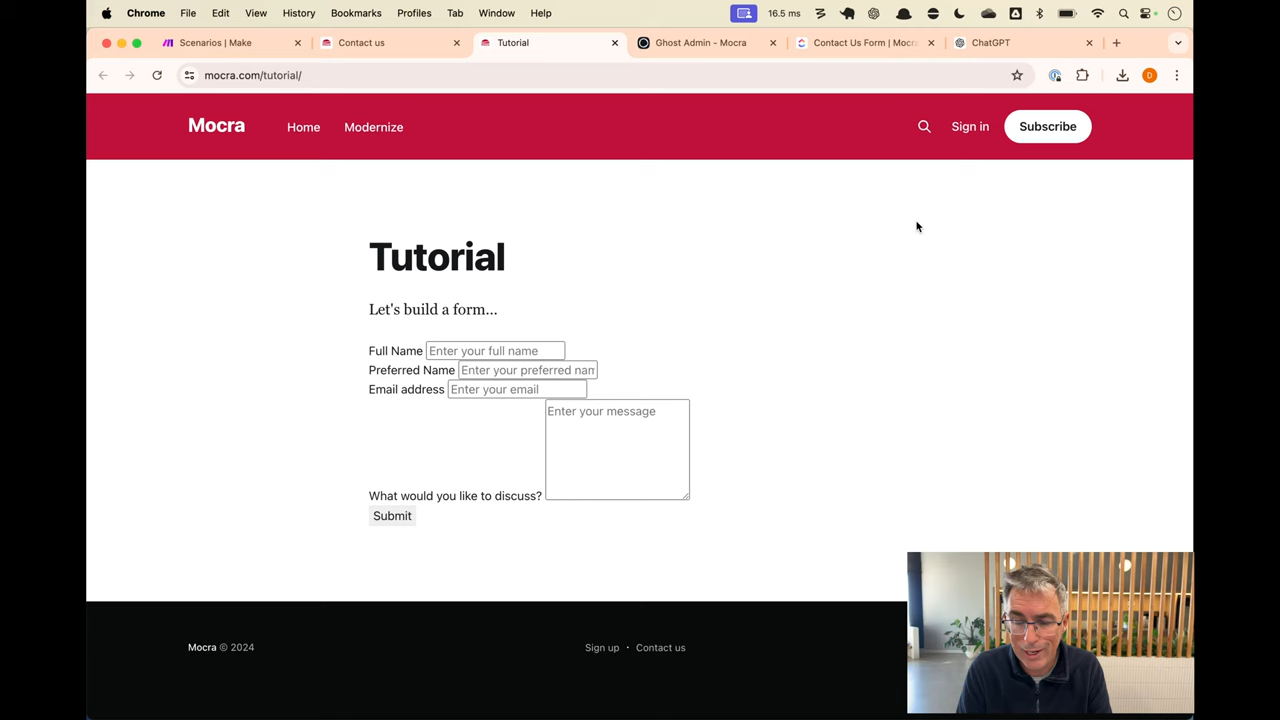 Chrome File Edit View History Bookmarks Profiles Tab Window Help 16.5 ms
Scenarios | Make Contact us Tutorial Ghost Admin - Mocra Contact Us Form | Mocra ChatGPT
mocra.com/tutorial/ D
Mocra Home Modernize Sign in Subscribe
Tutorial
Let's build a form...
Full Name Enter your full name
Preferred Name Enter your preferred nam
Email address Enter your email
Enter your message
What would you like to discuss?
Submit
Mocra © 2024 Sign up · Contact us